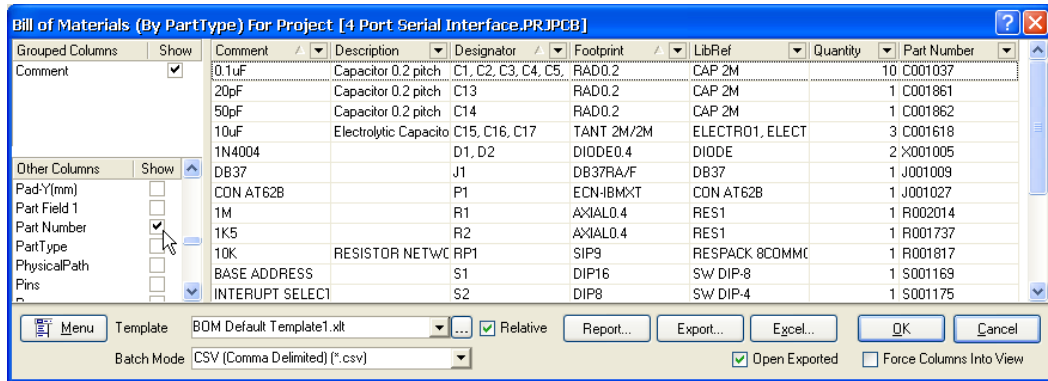 Bill of Materials (By PartType) For Project [4 Port Serial Interface.PRJPCB]
Grouped Columns Show Comment Description Designator Footprint LibRef Quantity Part Number
Comment 0.1uF Capacitor 0.2 pitch C1, C2, C3, C4, C5, RAD0.2 CAP 2M 10 C001037
20pF Capacitor 0.2 pitch C13 RAD0.2 CAP 2M 1 C001861
50pF Capacitor 0.2 pitch C14 RAD0.2 CAP 2M 1 C001862
10uF Electrolytic Capacito C15, C16, C17 TANT 2M/2M ELECTRO1, ELECT 3 C001618
1N4004 D1, D2 DIODE0.4 DIODE 2 X001005
Other Columns Show DB37 J1 DB37RA/F DB37 1 J001009
Pad-Y(mm) CON AT62B P1 ECN-IBMXT CON AT62B 1 J001027
Part Field 1 1M R1 AXIAL0.4 RES1 1 R002014
Part Number 1K5 R2 AXIAL0.4 RES1 1 R001737
PartType 10K RESISTOR NETWC RP1 SIP9 RESPACK 8COMMC 1 R001817
PhysicalPath BASE ADDRESS S1 DIP16 SW DIP-8 1 S001169
Pins INTERUPT SELECT S2 DIP8 SW DIP-4 1 S001175
Menu Template BOM Default Template1.xlt ... Relative Report... Export... Excel... OK Cancel
Batch Mode CSV (Comma Delimited) (*.csv) Open Exported Force Columns Into View